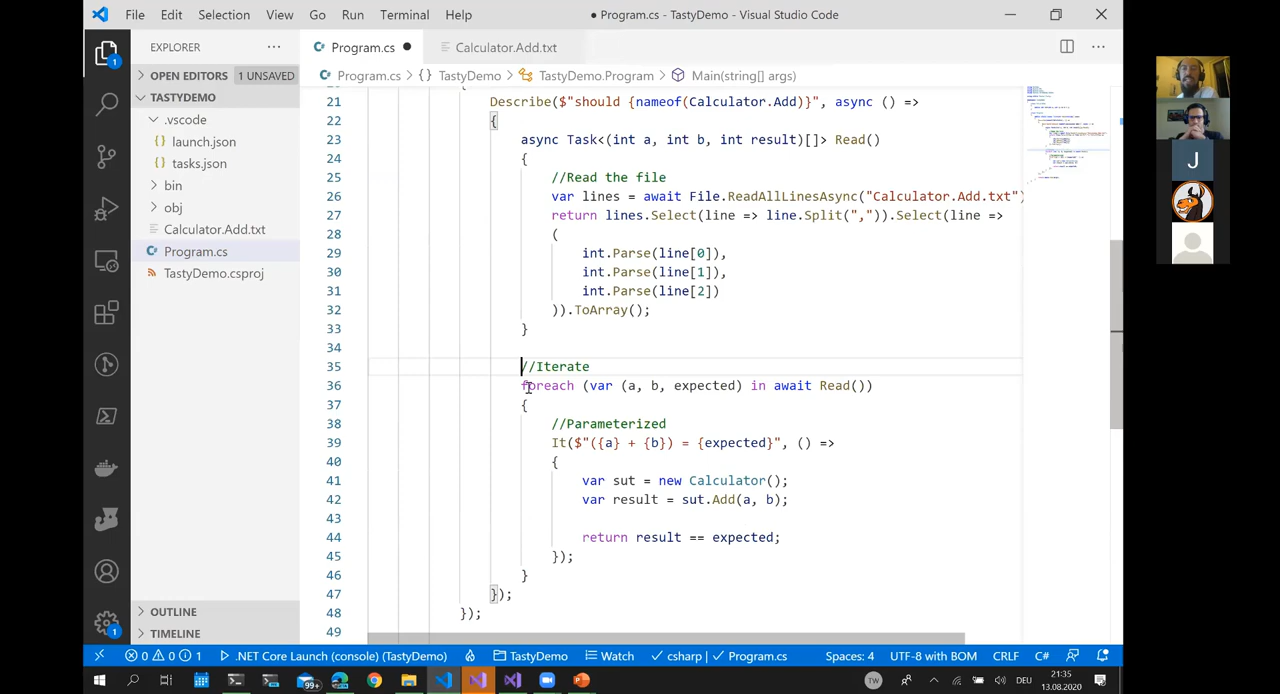 File Edit Selection View Go Run Terminal Help ● Program.cs - TastyDemo - Visual Studio Code
EXPLORER ···
Program.cs ●
Calculator.Add.txt
OPEN EDITORS 1 UNSAVED
Program.cs > {} TastyDemo > TastyDemo.Program > Main(string[] args)
TASTYDEMO
.vscode
{} launch.json
{} tasks.json
bin
obj
Calculator.Add.txt
Program.cs
TastyDemo.csproj
OUTLINE
TIMELINE
21 Describe($"should {nameof(Calculator.Add)}", async () =>
22 {
23 async Task<(int a, int b, int result)[]> Read()
24 {
25 //Read the file
26 var lines = await File.ReadAllLinesAsync("Calculator.Add.txt")
27 return lines.Select(line => line.Split(",")).Select(line =>
28 (
29 int.Parse(line[0]),
30 int.Parse(line[1]),
31 int.Parse(line[2])
32 )).ToArray();
33 }
34
35 //Iterate
36 foreach (var (a, b, expected) in await Read())
37 {
38 //Parameterized
39 It($"({a} + {b}) = {expected}", () =>
40 {
41 var sut = new Calculator();
42 var result = sut.Add(a, b);
43
44 return result == expected;
45 });
46 }
47 });
48 });
49
1
1
J
0 0 1 .NET Core Launch (console) (TastyDemo) TastyDemo Watch ✓ csharp | ✓ Program.cs Spaces: 4 UTF-8 with BOM CRLF C#
99+
TW
DEU
21:35
13.08.2020